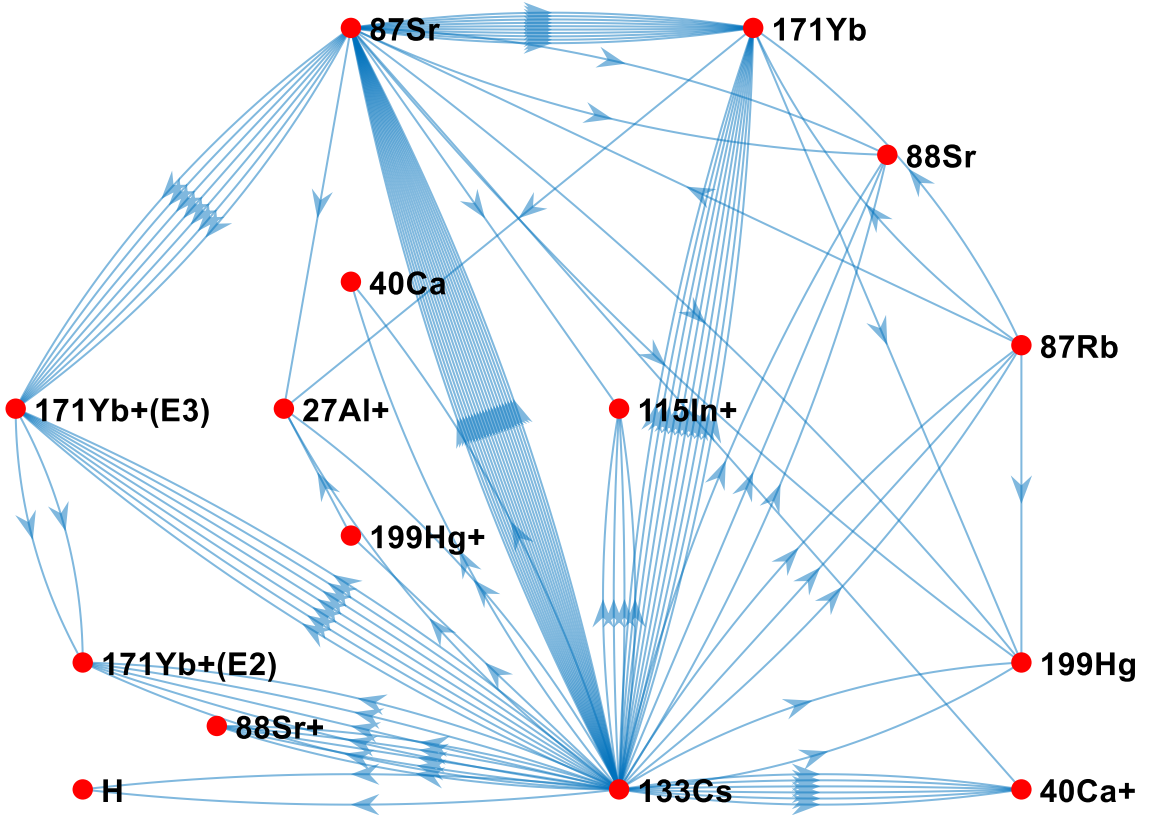 87Sr
171Yb
88Sr
40Ca
87Rb
171Yb+(E3)
27Al+
115In+
199Hg+
171Yb+(E2)
199Hg
88Sr+
H
133Cs
40Ca+